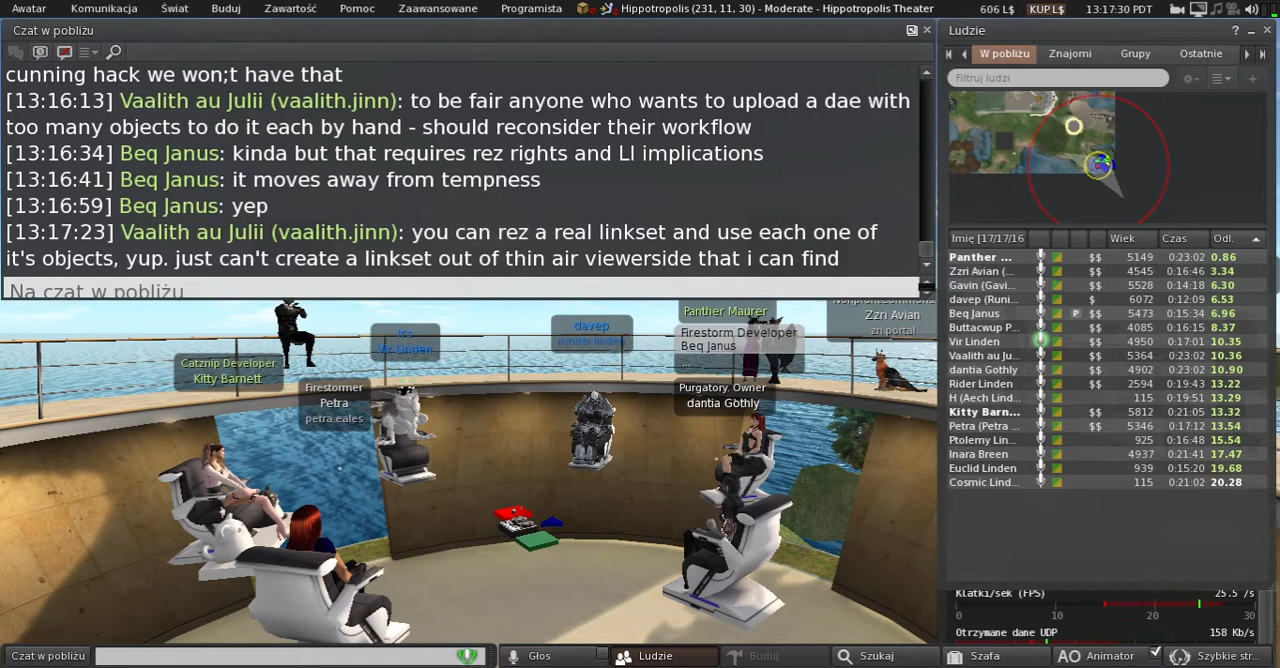 Awatar Komunikacja Świat Buduj Zawartość Pomoc Zaawansowane Programista Hippotropolis (231, 11, 30) - Moderate - Hippotropolis Theater 606 L$ KUP L$ 13:17:30 PDT
Czat w pobliżu
cunning hack we won;t have that
[13:16:13] Vaalith au Julii (vaalith.jinn): to be fair anyone who wants to upload a dae with
too many objects to do it each by hand - should reconsider their workflow
[13:16:34] Beq Janus: kinda but that requires rez rights and LI implications
[13:16:41] Beq Janus: it moves away from tempness
[13:16:59] Beq Janus: yep
[13:17:23] Vaalith au Julii (vaalith.jinn): you can rez a real linkset and use each one of
it's objects, yup. just can't create a linkset out of thin air viewerside that i can find
Na czat w pobliżu
Ludzie
W pobliżu Znajomi Grupy Ostatnie
Filtruj ludzi
Imię [17/17/16 Wiek Czas Odl.
Panther ... $$ 5149 0:23:02 0.86
Zzri Avian (... $$ 4545 0:16:46 3.34
Gavin (Gavi... $$ 5528 0:14:18 6.30
davep (Runi... $ 6072 0:12:09 6.53
Beq Janus P $$ 5473 0:15:34 6.96
Buttacwup P... $$ 4085 0:16:15 8.37
Vir Linden $$ 4950 0:17:01 10.35
Vaalith au Ju... $$ 5364 0:23:02 10.36
dantia Gothly $$ 4902 0:23:02 10.90
Rider Linden $$ 2594 0:19:43 13.22
H (Aech Lind... 115 0:19:51 13.29
Kitty Barn... $$ 5812 0:21:05 13.32
Petra (Petra ... $$ 5346 0:17:12 13.54
Ptolemy Lin... 925 0:16:48 15.54
Inara Breen 4937 0:21:41 17.47
Euclid Linden 939 0:15:20 19.68
Cosmic Lind... 115 0:21:02 20.28
Catznip Developer
Kitty Barnett
It's
Vir Linden
Firestormer
Petra
petra.eales
davep
runitai linden
Panther Maurer
Firestorm Developer
Beq Janus
...
Purgatory. Owner
dantia Gothly
Zzri Avian
zri portal
Klatki/sek (FPS) 25.5 /s
0 10 20 30
Otrzymane dane UDP 158 Kb/s
Czat w pobliżu Głos Ludzie Buduj Szukaj Szafa AO Animator Szybkie str...